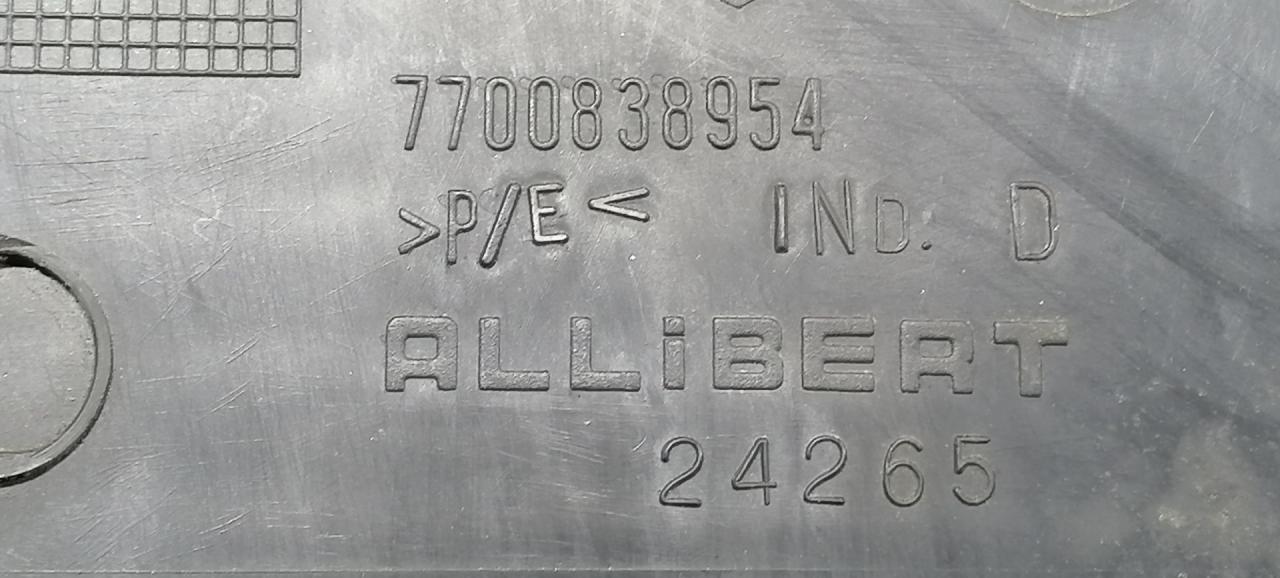 7700838954
>P/E< IND. D
ALLiBERT
24265